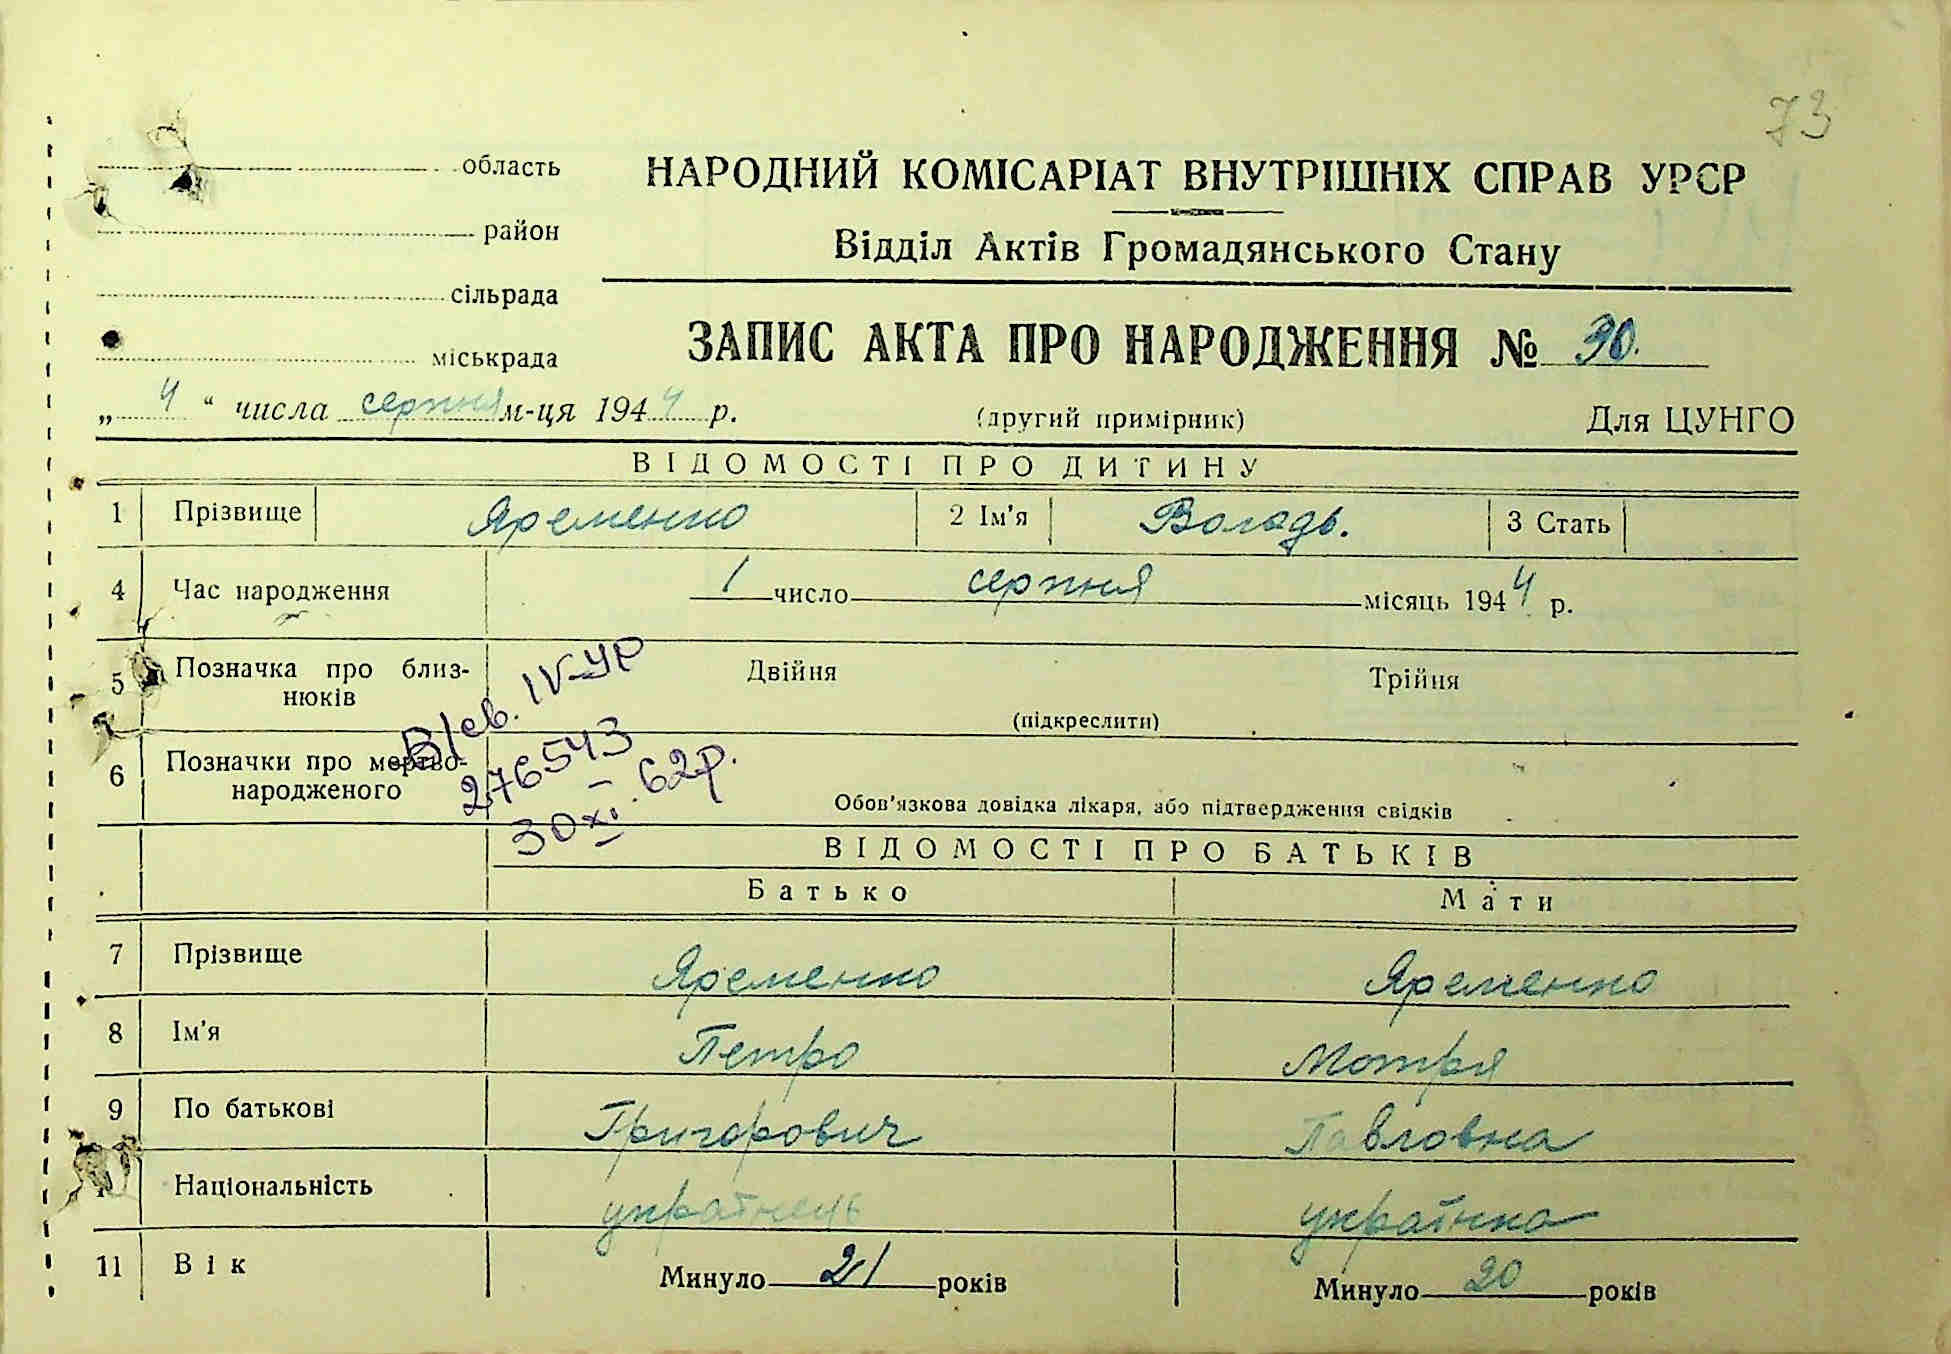 73
область
район
сільрада
міськрада
НАРОДНИЙ КОМІСАРІАТ ВНУТРІШНІХ СПРАВ УРСР
Відділ Актів Громадянського Стану
ЗАПИС АКТА ПРО НАРОДЖЕННЯ № 90.
„ 4 “ числа серпня м-ця 1944 р. (другий примірник) Для ЦУНГО
ВІДОМОСТІ ПРО ДИТИНУ
1 Прізвище Яременко 2 Ім'я Володь. 3 Стать
4 Час народження 1 число серпня місяць 1944 р.
5 Позначка про близ-
нюків
Двійня Трійня
(підкреслити)
6 Позначки про мертво-
народженого
Обов'язкова довідка лікаря, або підтвердження свідків
В/св. IV-УР
276543
30 XI 62р.
ВІДОМОСТІ ПРО БАТЬКІВ
Батько Мати
7 Прізвище Яременко Яременко
8 Ім'я Петро Мотря
9 По батькові Григорович Павловна
Національність українець українка
11 Вік Минуло 21 років Минуло 20 років